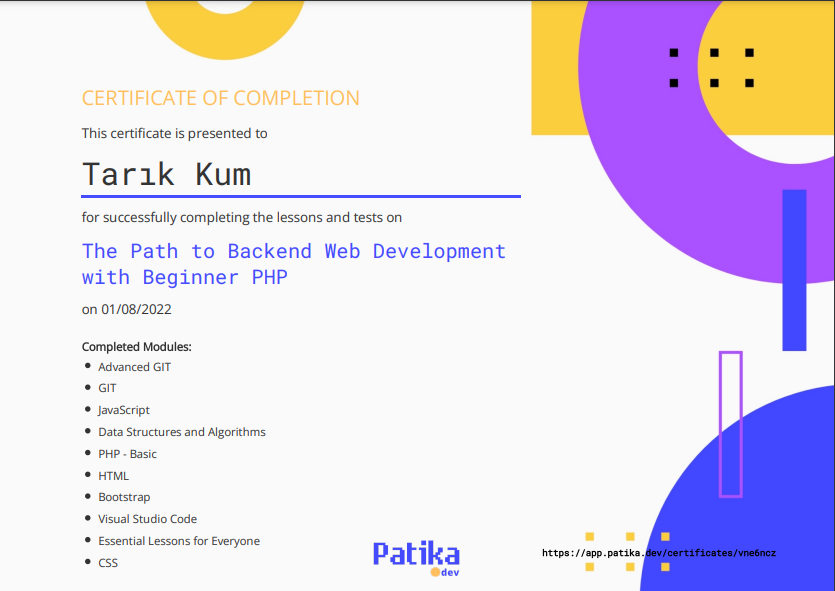 CERTIFICATE OF COMPLETION
This certificate is presented to
Tarık Kum
for successfully completing the lessons and tests on
The Path to Backend Web Development
with Beginner PHP
on 01/08/2022
Completed Modules:
Advanced GIT
GIT
JavaScript
Data Structures and Algorithms
PHP - Basic
HTML
Bootstrap
Visual Studio Code
Essential Lessons for Everyone
CSS
Patika
dev
https://app.patika.dev/certificates/vne6ncz